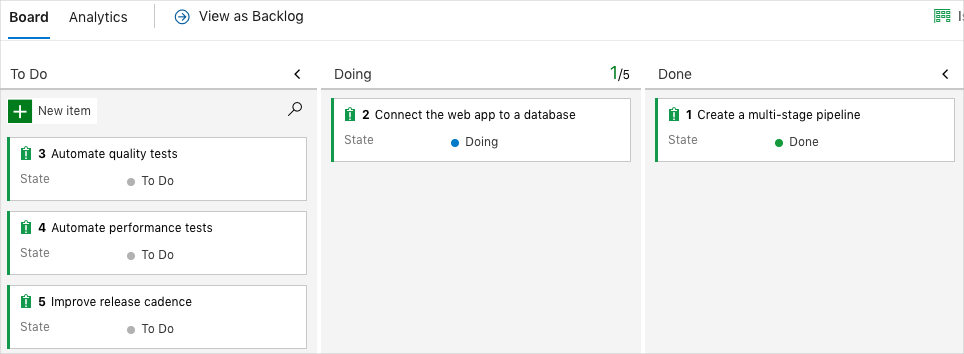 Board Analytics View as Backlog
To Do
New item
3 Automate quality tests
State To Do
4 Automate performance tests
State To Do
5 Improve release cadence
State To Do
Doing 1/5
2 Connect the web app to a database
State Doing
Done
1 Create a multi-stage pipeline
State Done